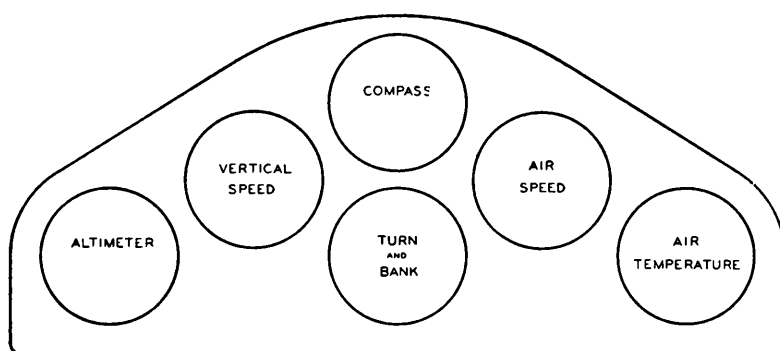 COMPASS
VERTICAL
SPEED
AIR
SPEED
ALTIMETER
TURN
AND
BANK
AIR
TEMPERATURE